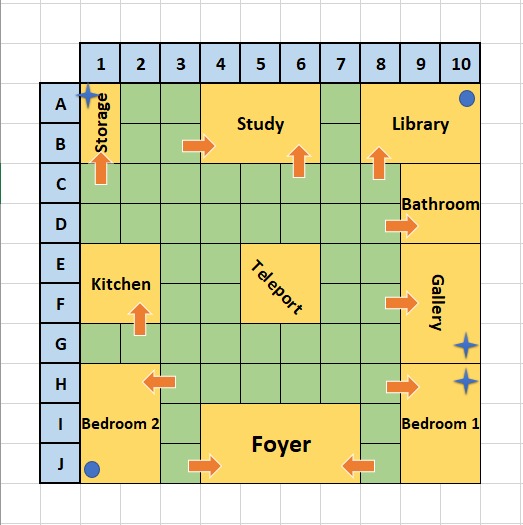 1 2 3 4 5 6 7 8 9 10
A
Storage
Study
Library
B
C
D
Bathroom
E
Kitchen
Teleport
Gallery
F
G
H
I
Bedroom 2
Foyer
Bedroom 1
J